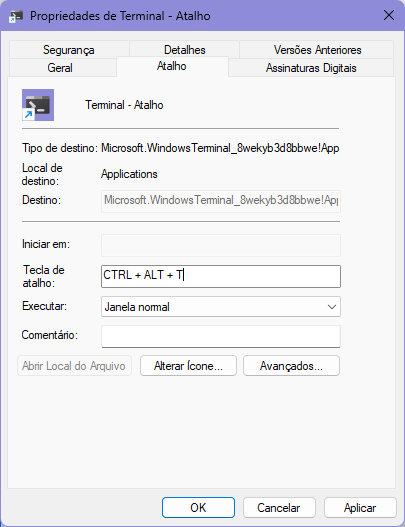 Propriedades de Terminal - Atalho
Segurança Detalhes Versões Anteriores
Geral Atalho Assinaturas Digitais
Terminal - Atalho
Tipo de destino: Microsoft.WindowsTerminal_8wekyb3d8bbwe!App
Local de destino: Applications
Destino: Microsoft.WindowsTerminal_8wekyb3d8bbwe!App
Iniciar em:
Tecla de atalho: CTRL + ALT + T
Executar: Janela normal
Comentário:
Abrir Local do Arquivo Alterar Ícone... Avançados...
OK Cancelar Aplicar